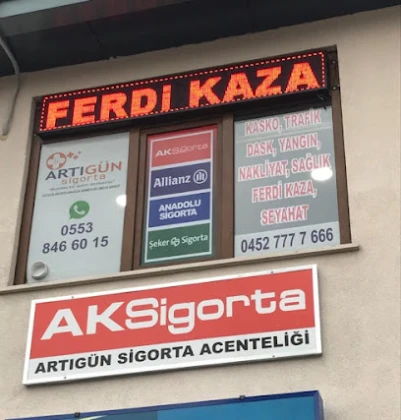 FERDİ KAZA
ARTIGÜN
sigorta
0553
846 60 15
AKSigorta
Allianz
ANADOLU
SİGORTA
Şeker Sigorta
KASKO, TRAFİK
DASK, YANGIN,
NAKLİYAT, SAĞLIK
FERDİ KAZA,
SEYAHAT
0452 777 7 666
AKSigorta
ARTIGÜN SİGORTA ACENTELİĞİ